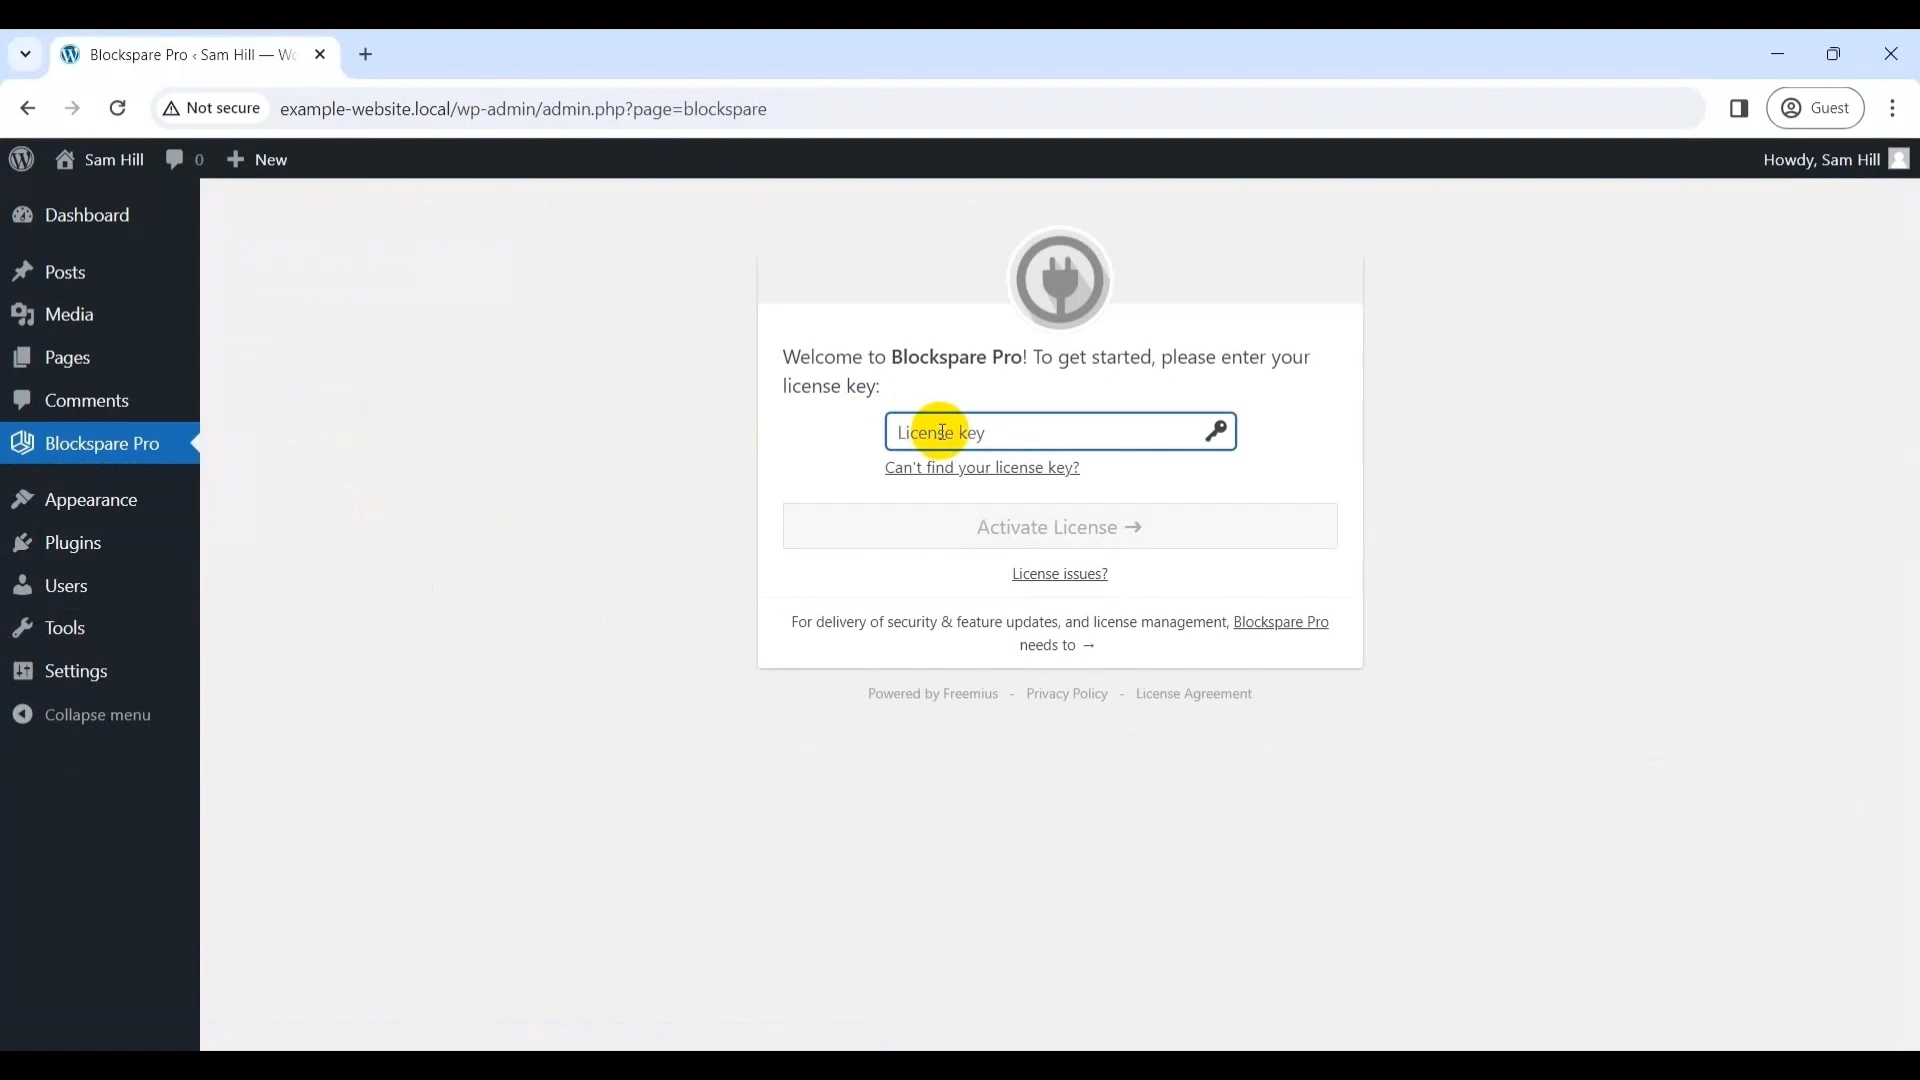 Blockspare Pro ‹ Sam Hill — Wo
Not secure
example-website.local/wp-admin/admin.php?page=blockspare
Guest
Sam Hill
0
New
Howdy, Sam Hill
Dashboard
Posts
Media
Pages
Comments
Blockspare Pro
Appearance
Plugins
Users
Tools
Settings
Collapse menu
Welcome to Blockspare Pro! To get started, please enter your
license key:
License key
Can't find your license key?
Activate License →
License issues?
For delivery of security & feature updates, and license management, Blockspare Pro
needs to →
Powered by Freemius - Privacy Policy - License Agreement